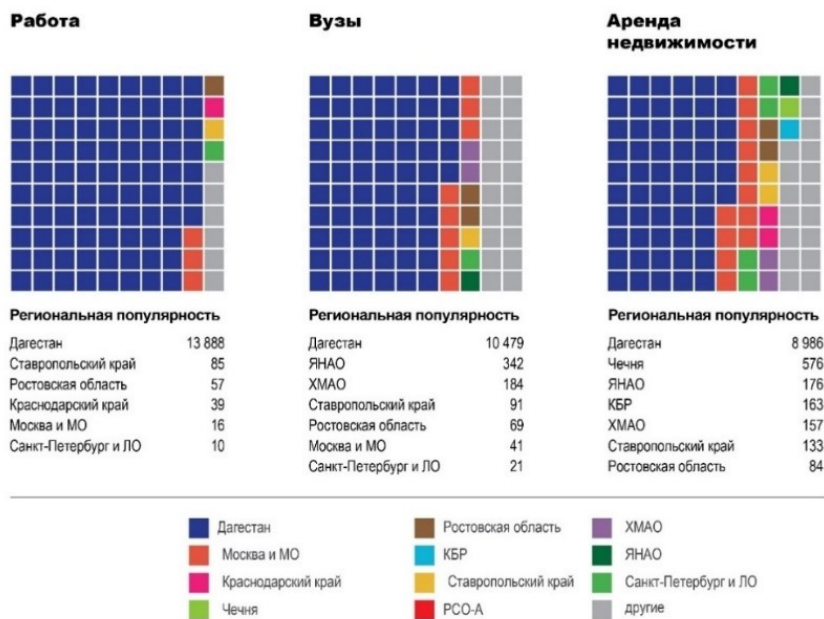 Работа
Вузы
Аренда
недвижимости
Региональная популярность
Дагестан 13 888
Ставропольский край 85
Ростовская область 57
Краснодарский край 39
Москва и МО 16
Санкт-Петербург и ЛО 10
Региональная популярность
Дагестан 10 479
ЯНАО 342
ХМАО 184
Ставропольский край 91
Ростовская область 69
Москва и МО 41
Санкт-Петербург и ЛО 21
Региональная популярность
Дагестан 8 986
Чечня 576
ЯНАО 176
КБР 163
ХМАО 157
Ставропольский край 133
Ростовская область 84
Дагестан
Москва и МО
Краснодарский край
Чечня
Ростовская область
КБР
Ставропольский край
РСО-А
ХМАО
ЯНАО
Санкт-Петербург и ЛО
другие